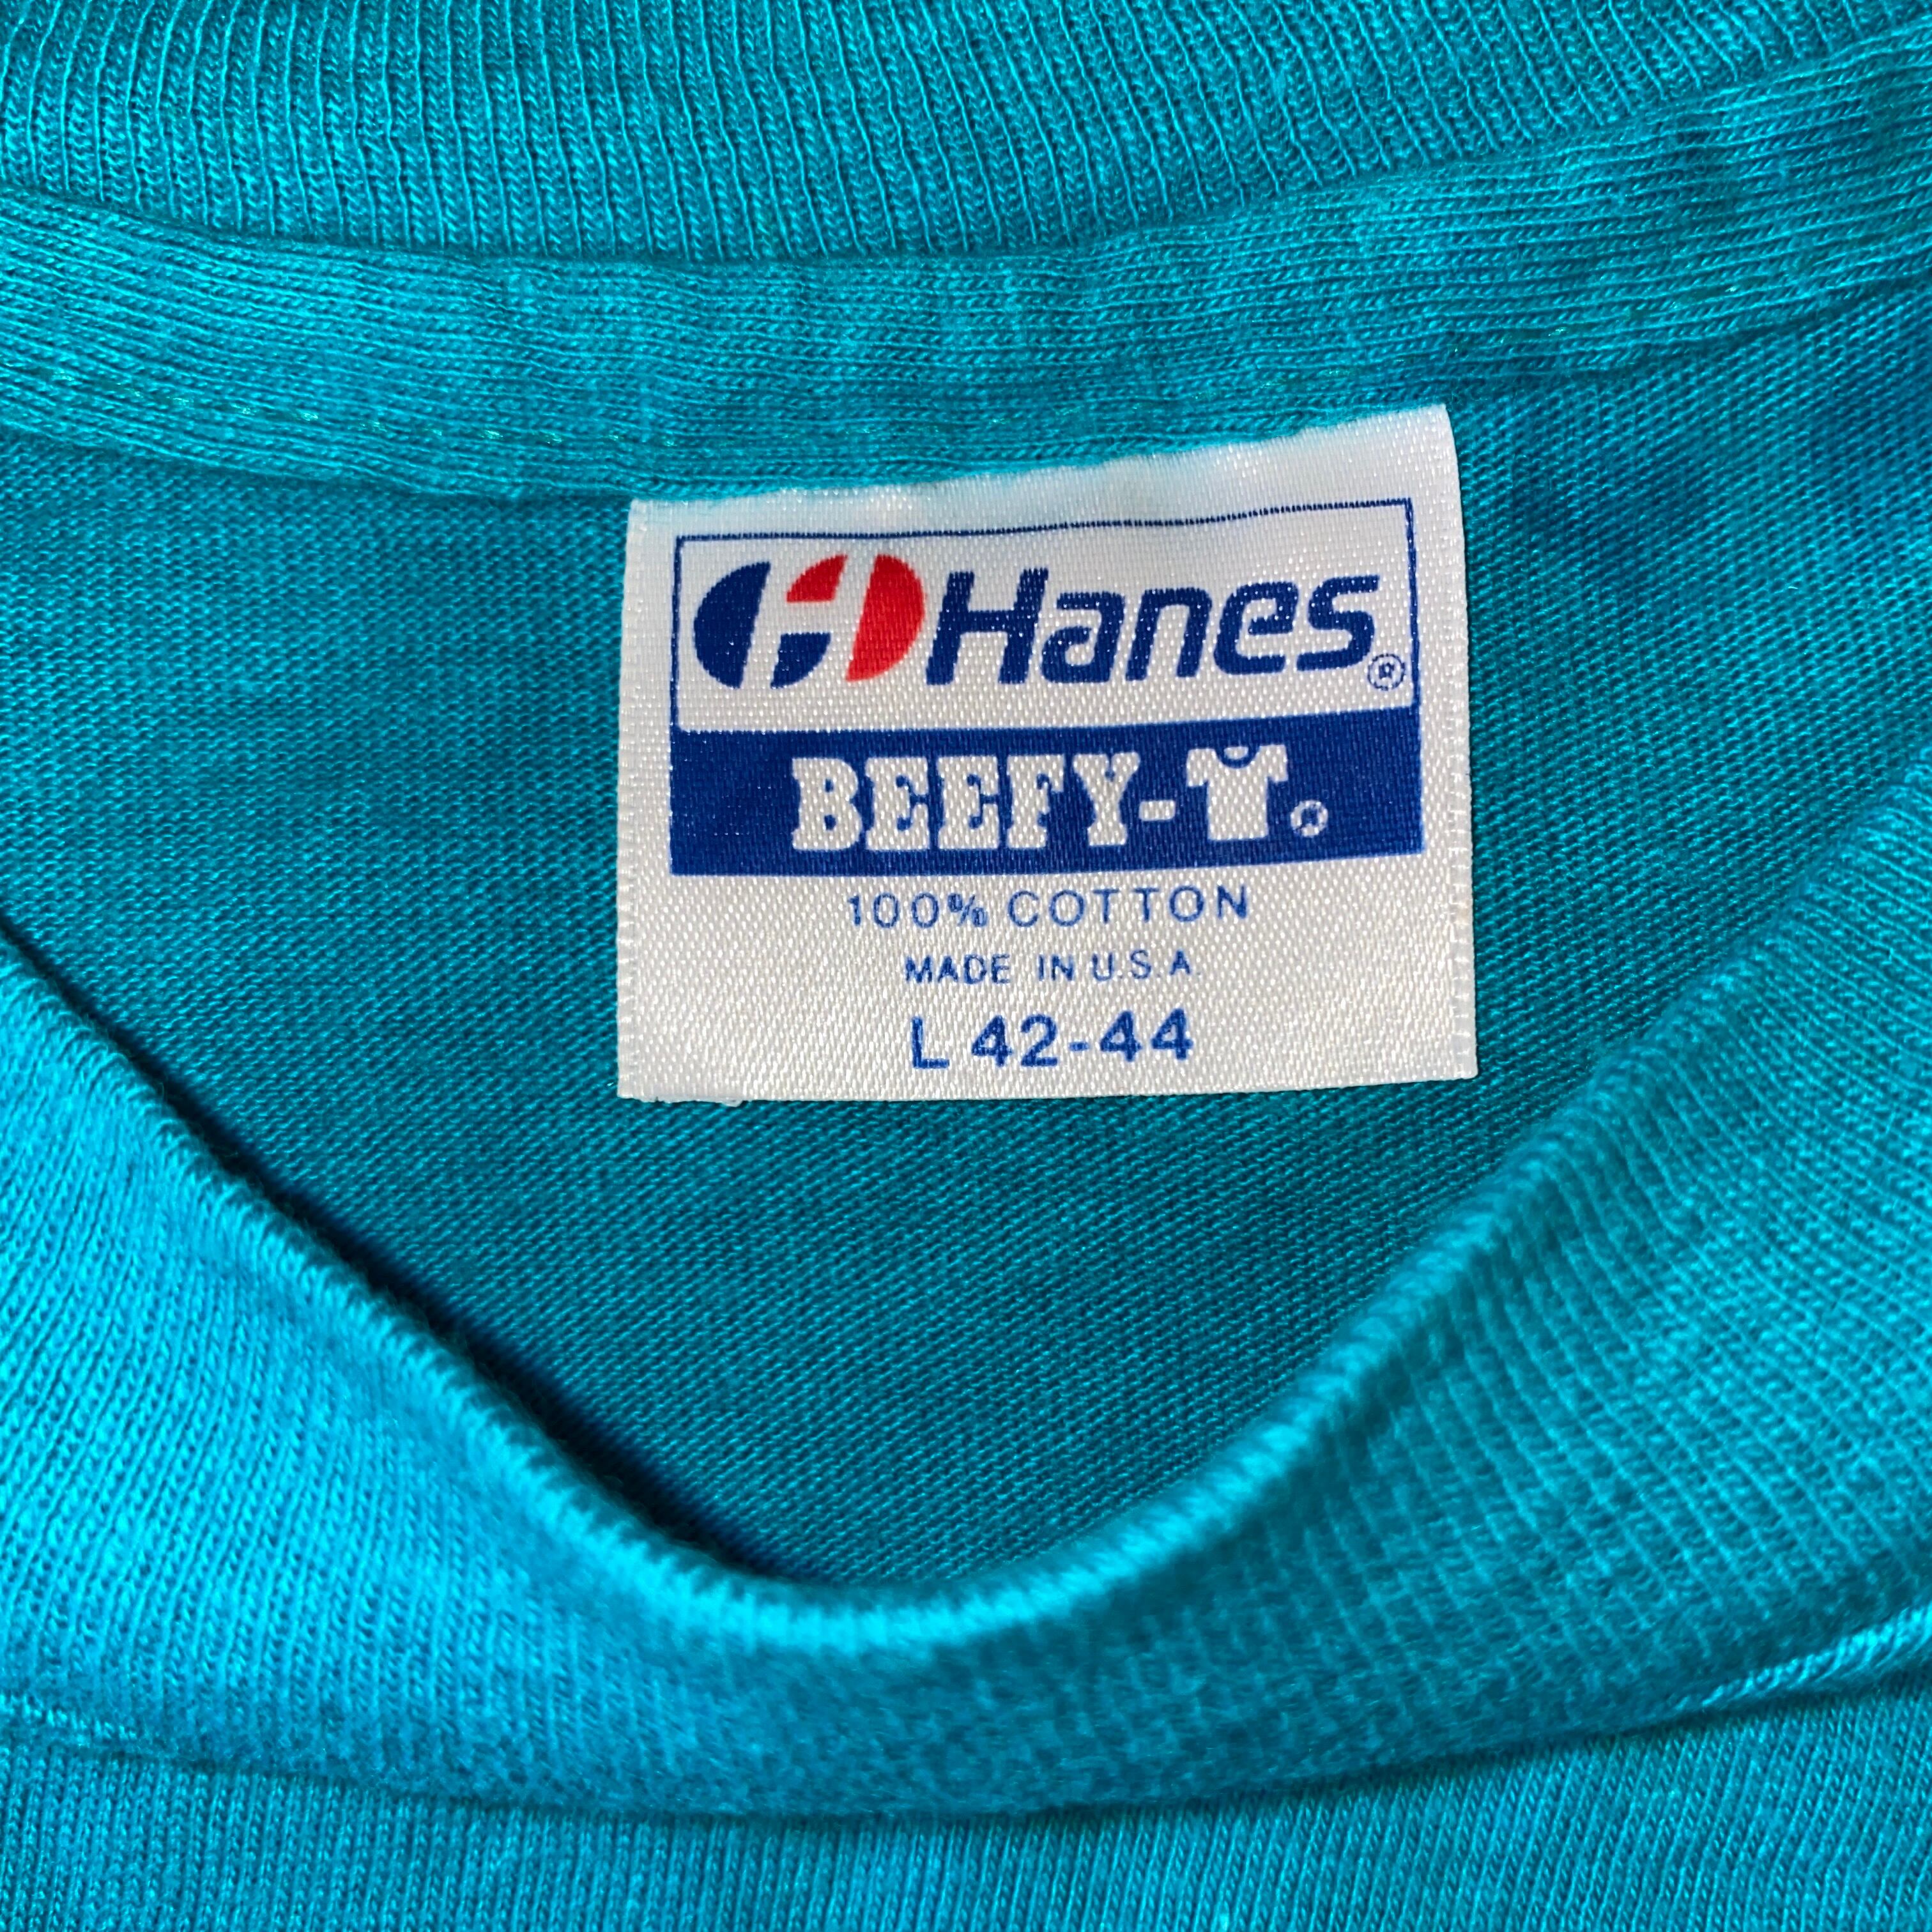 Hanes®
BEEFY-T®
100% COTTON
MADE IN U.S.A.
L 42-44